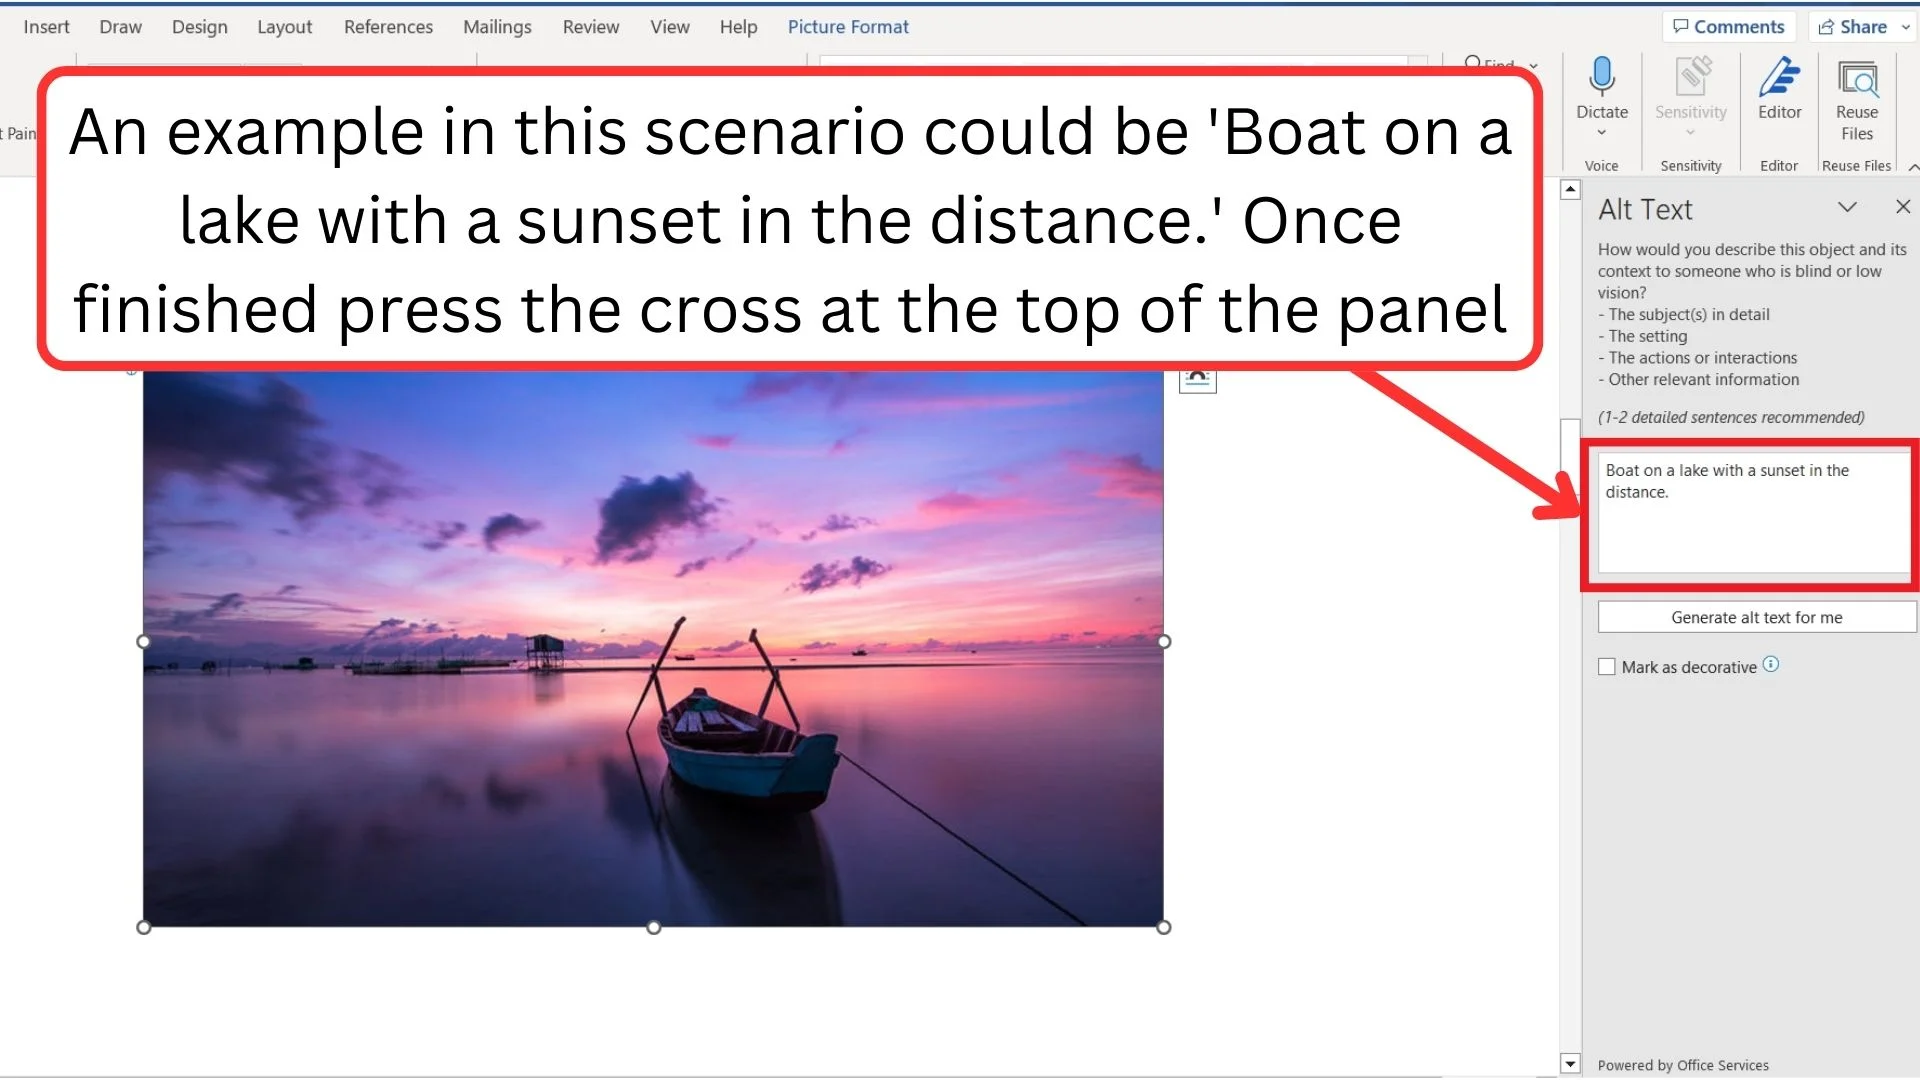 Insert Draw Design Layout References Mailings Review View Help Picture Format Comments Share
Find
t Pain
Dictate Sensitivity Editor Reuse Files
Voice Sensitivity Editor Reuse Files
An example in this scenario could be 'Boat on a
lake with a sunset in the distance.' Once
finished press the cross at the top of the panel
Alt Text
How would you describe this object and its
context to someone who is blind or low
vision?
- The subject(s) in detail
- The setting
- The actions or interactions
- Other relevant information
(1-2 detailed sentences recommended)
Boat on a lake with a sunset in the
distance.
Generate alt text for me
Mark as decorative
Powered by Office Services